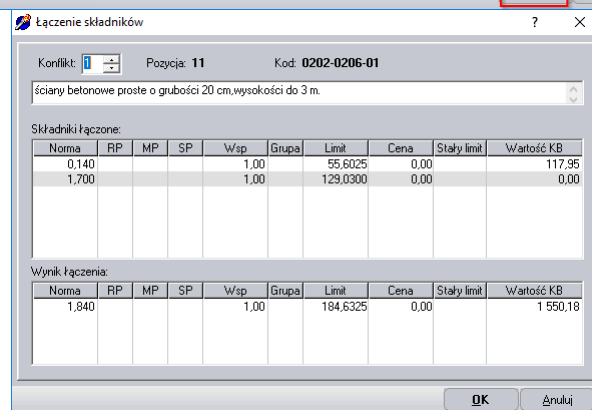 Łączenie składników ? ×
Konflikt: 1 Pozycja: 11 Kod: 0202-0206-01
ściany betonowe proste o grubości 20 cm,wysokości do 3 m.
Składniki łączone:
Norma RP MP SP Wsp Grupa Limit Cena Stały limit Wartość KB
0,140 1,00 55,6025 0,00 117,95
1,700 1,00 129,0300 0,00 0,00
Wynik łączenia:
Norma RP MP SP Wsp Grupa Limit Cena Stały limit Wartość KB
1,840 1,00 184,6325 0,00 1 550,18
OK Anuluj